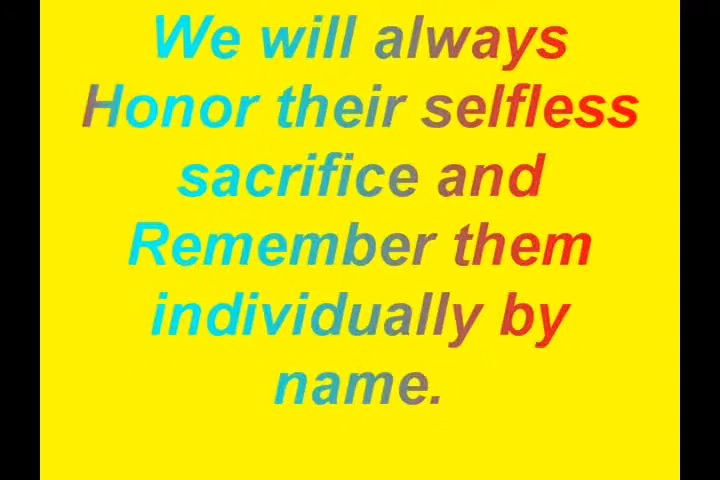 We will always
Honor their selfless
sacrifice and
Remember them
individually by
name.